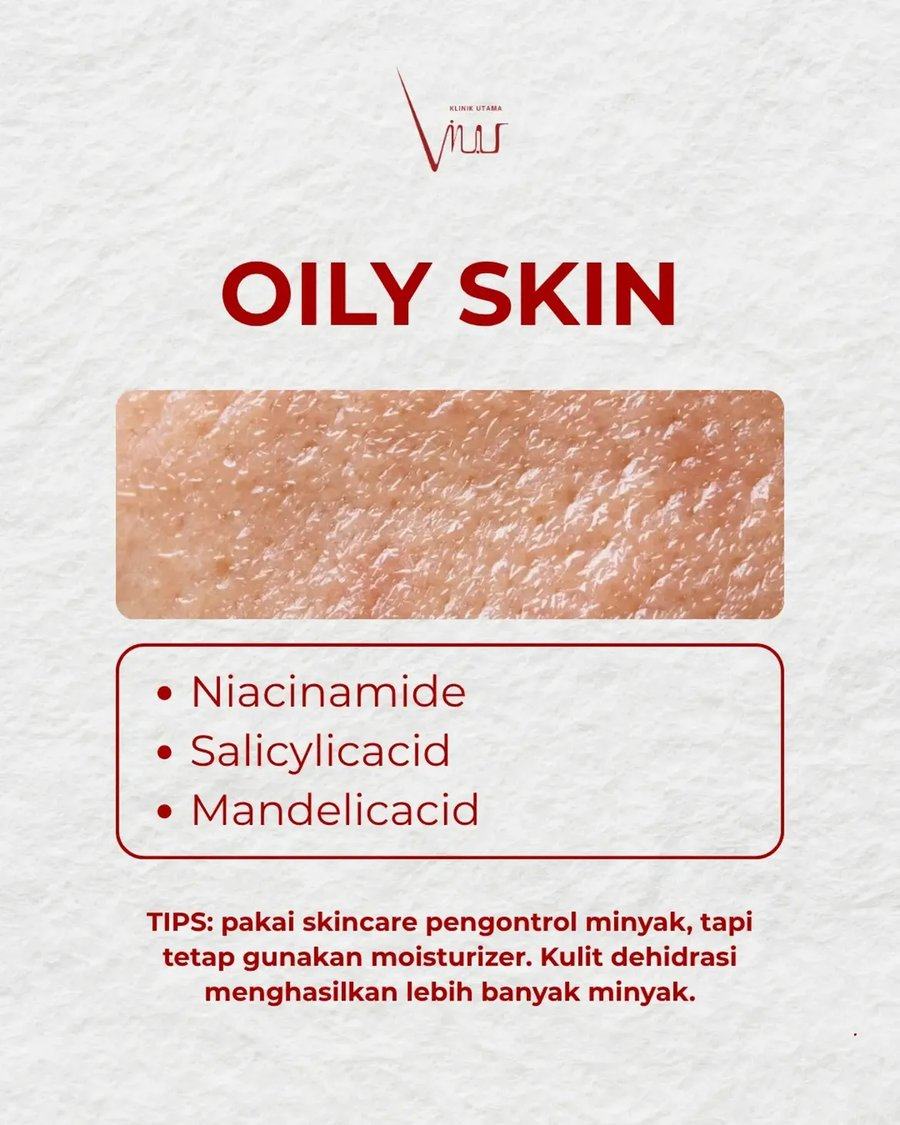 KLINIK UTAMA
OILY SKIN
• Niacinamide
• Salicylicacid
• Mandelicacid
TIPS: pakai skincare pengontrol minyak, tapi
tetap gunakan moisturizer. Kulit dehidrasi
menghasilkan lebih banyak minyak.